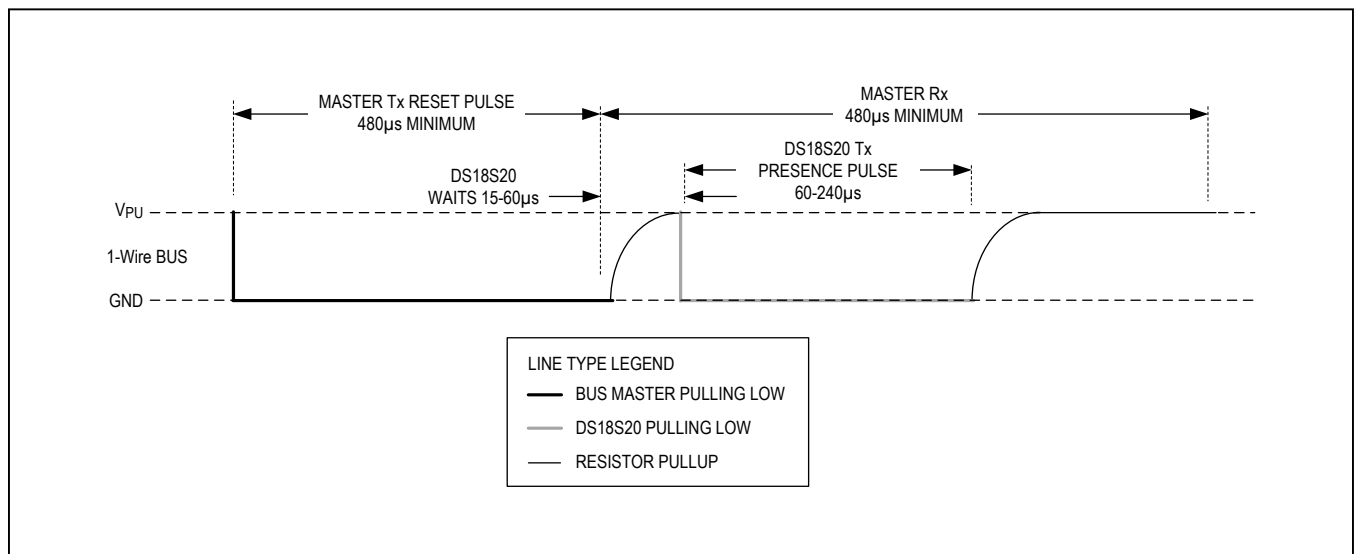 MASTER Tx RESET PULSE
480µs MINIMUM
MASTER Rx
480µs MINIMUM
DS18S20
WAITS 15-60µs
DS18S20 Tx
PRESENCE PULSE
60-240µs
VPU
1-Wire BUS
GND
LINE TYPE LEGEND
BUS MASTER PULLING LOW
DS18S20 PULLING LOW
RESISTOR PULLUP